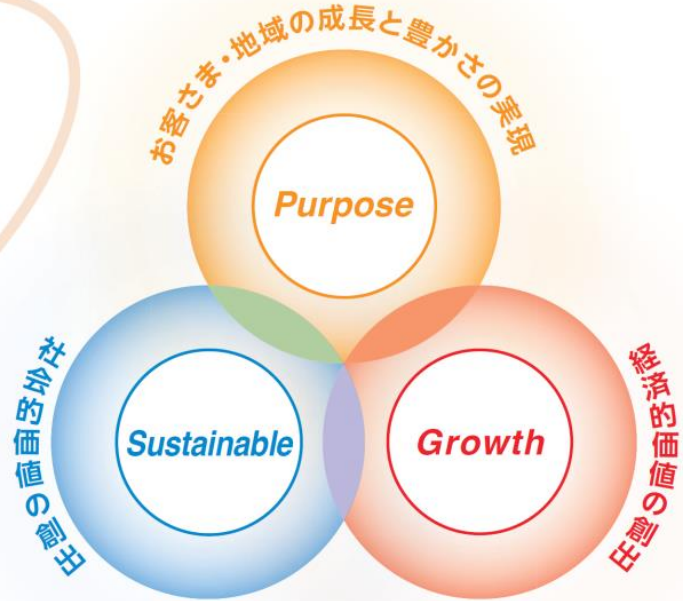 お客さま・地域の成長と豊かさの実現
Purpose
社会的価値の創出
Sustainable
Growth
経済的価値の創出